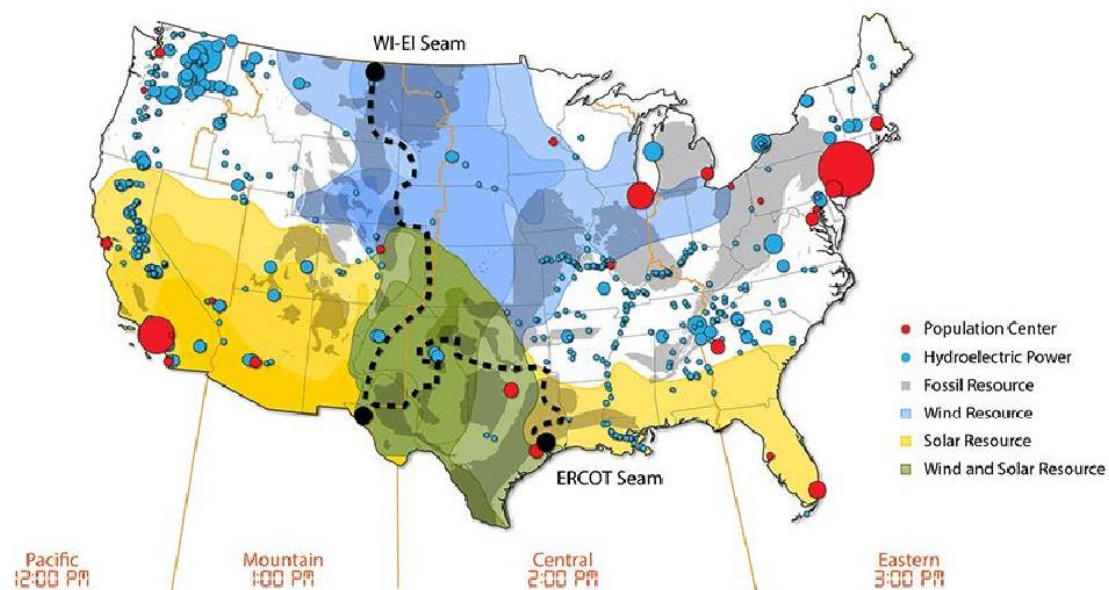 WI-EI Seam
Population Center
Hydroelectric Power
Fossil Resource
Wind Resource
Solar Resource
Wind and Solar Resource
ERCOT Seam
Pacific
12:00 PM
Mountain
1:00 PM
Central
2:00 PM
Eastern
3:00 PM